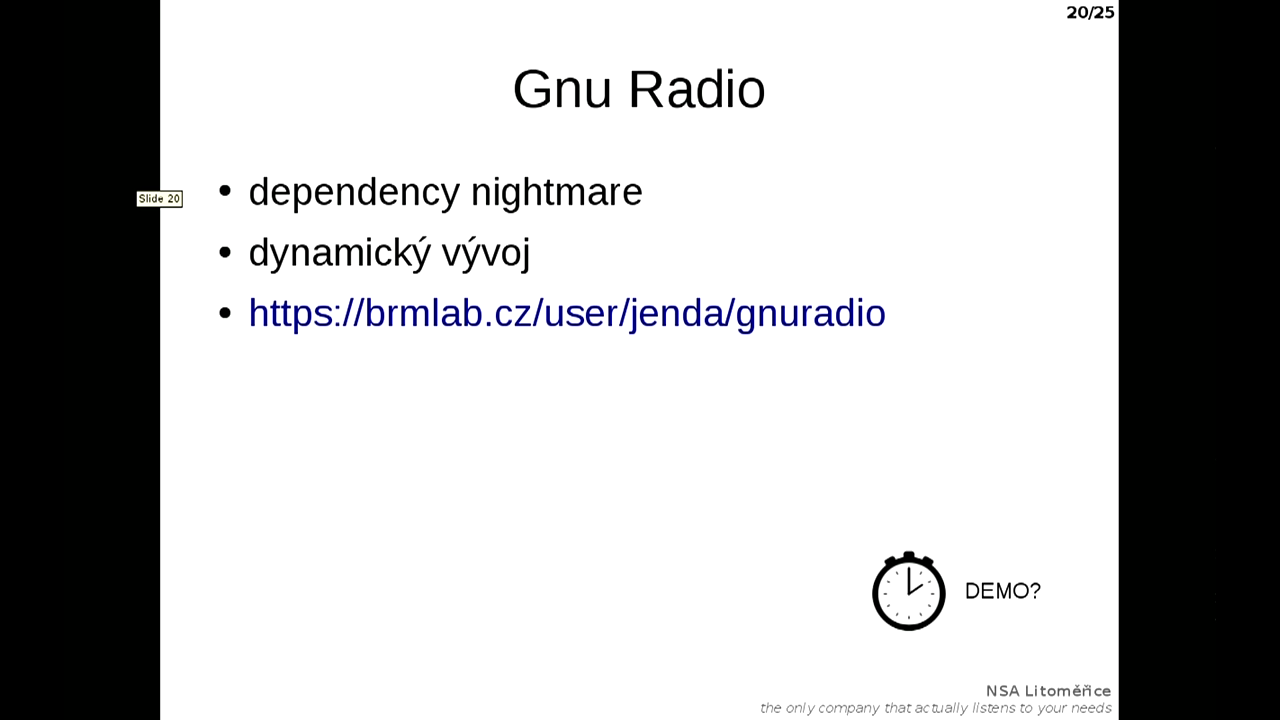 20/25
Gnu Radio
Slide 20
dependency nightmare
dynamický vývoj
https://brmlab.cz/user/jenda/gnuradio
DEMO?
NSA Litoměřice
the only company that actually listens to your needs